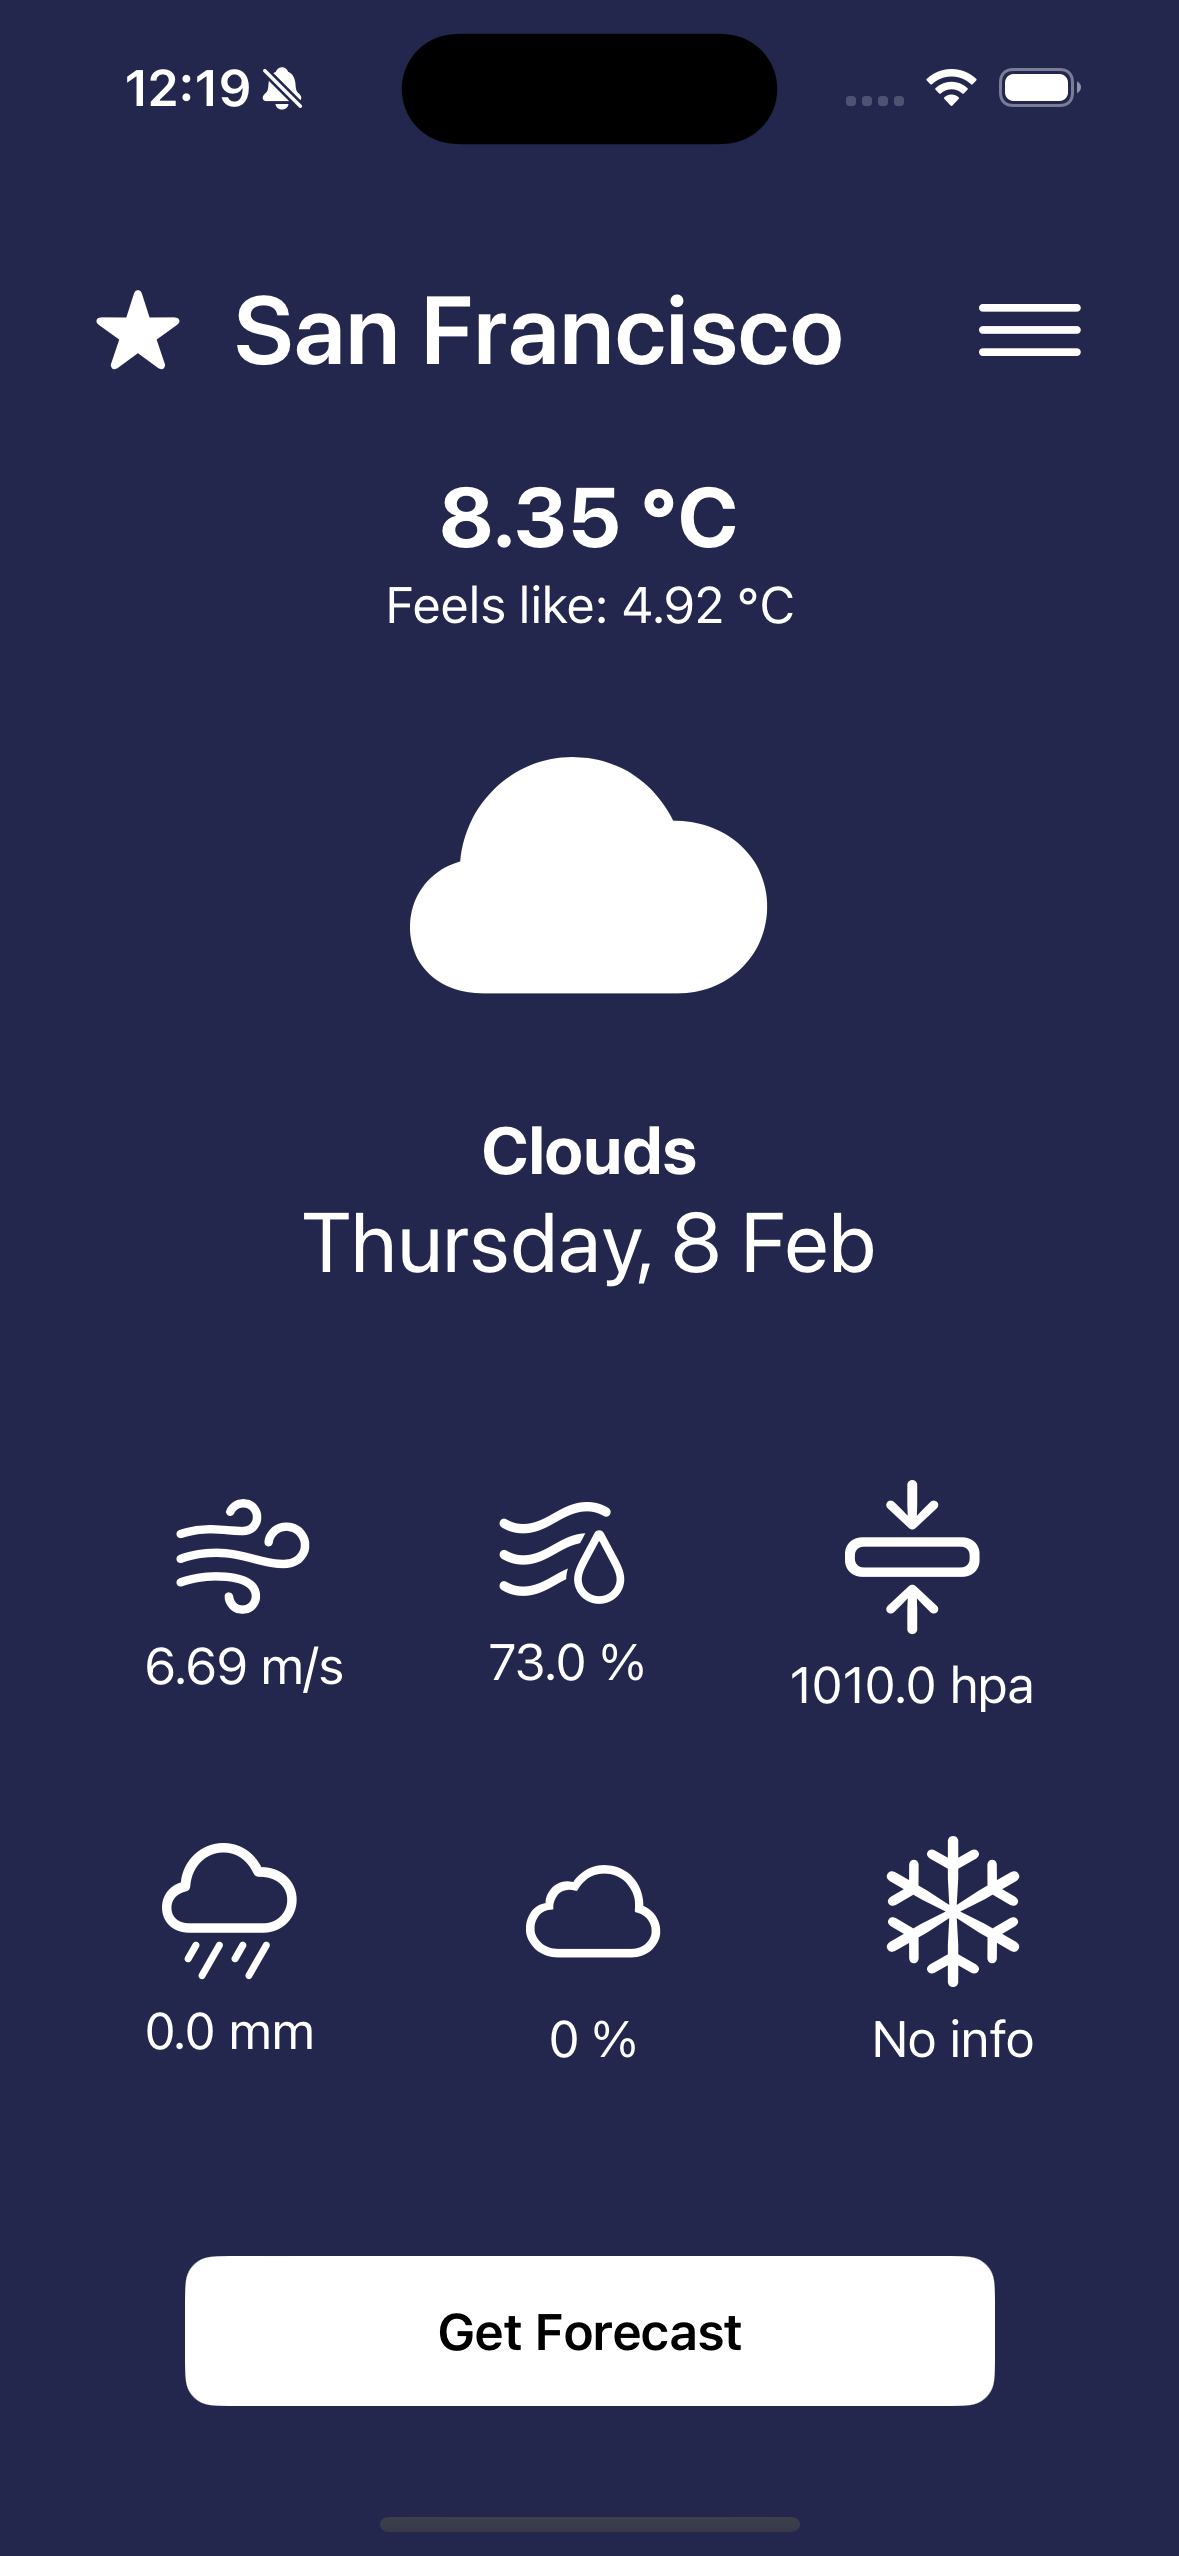 12:19
San Francisco
8.35 °C
Feels like: 4.92 °C
Clouds
Thursday, 8 Feb
6.69 m/s
73.0 %
1010.0 hpa
0.0 mm
0 %
No info
Get Forecast